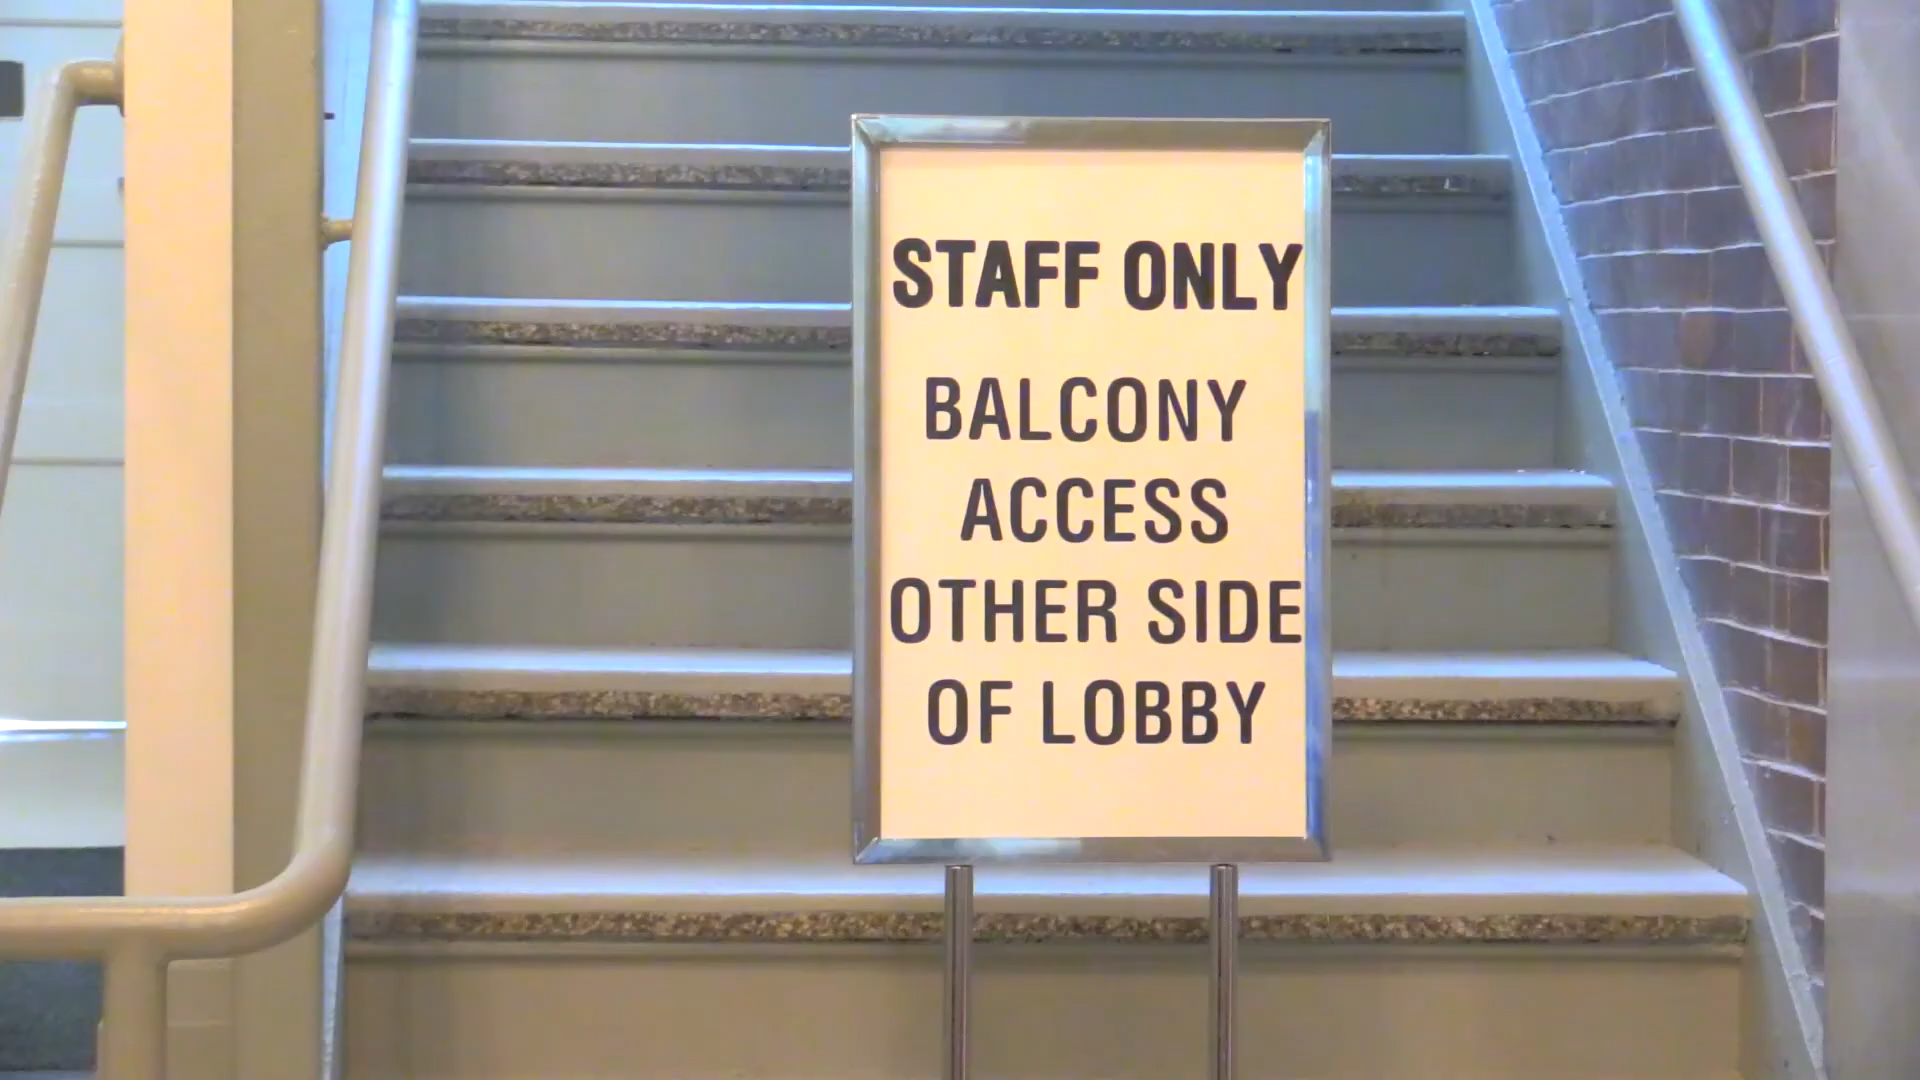 STAFF ONLY
BALCONY
ACCESS
OTHER SIDE
OF LOBBY